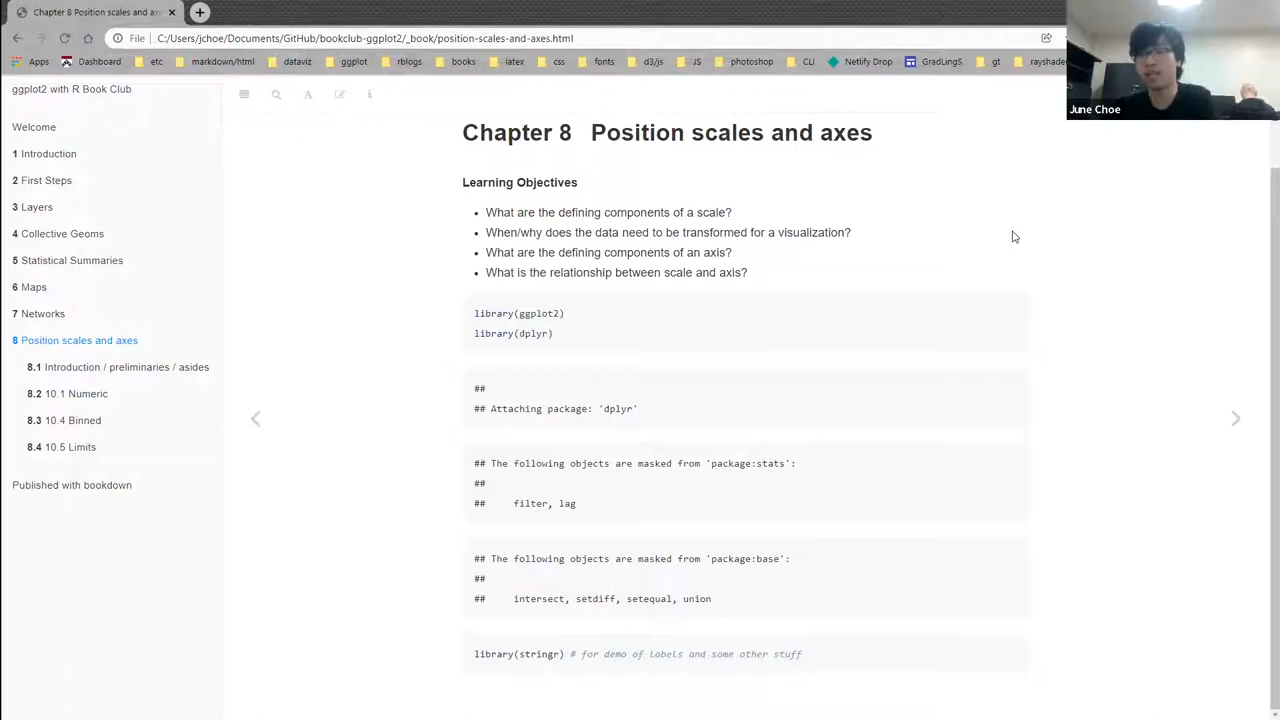 Chapter 8 Position scales and axe
File | C:/Users/jchoe/Documents/GitHub/bookclub-ggplot2/_book/position-scales-and-axes.html
Apps Dashboard etc markdown/html dataviz ggplot rblogs books latex css fonts d3/js JS photoshop CLI Netlify Drop GradLingS gt rayshade
June Choe
ggplot2 with R Book Club
Welcome
1 Introduction
2 First Steps
3 Layers
4 Collective Geoms
5 Statistical Summaries
6 Maps
7 Networks
8 Position scales and axes
8.1 Introduction / preliminaries / asides
8.2 10.1 Numeric
8.3 10.4 Binned
8.4 10.5 Limits
Published with bookdown
Chapter 8 Position scales and axes
Learning Objectives
• What are the defining components of a scale?
• When/why does the data need to be transformed for a visualization?
• What are the defining components of an axis?
• What is the relationship between scale and axis?
library(ggplot2)
library(dplyr)
##
## Attaching package: 'dplyr'
## The following objects are masked from 'package:stats':
##
## filter, lag
## The following objects are masked from 'package:base':
##
## intersect, setdiff, setequal, union
library(stringr) # for demo of labels and some other stuff